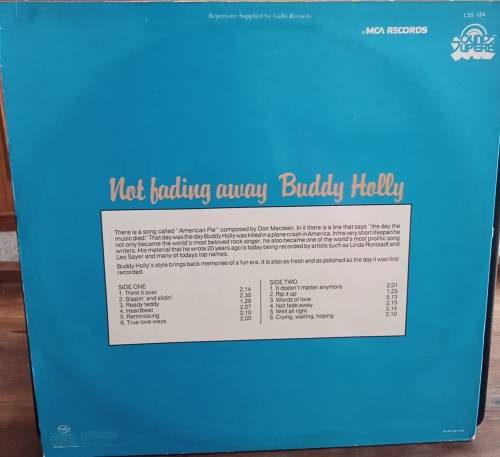 Repertoire Supplied by Gallo Records
MCA RECORDS
LSS 184
SOUNDS
SUPERB
Not fading away Buddy Holly
There is a song called "American Pie" composed by Don Maclean. In it there is a line that says "the day the
music died." That day was the day Buddy Holly was killed in a plane crash in America. In his very short lifespan he
not only became the world's most beloved rock singer, he also became one of the world's most prolific song
writers. His material that he wrote 20 years ago is today being recorded by artists such as Linda Ronstadt and
Leo Sayer and many of todays top names.
Buddy Holly's style brings back memories of a fun era. It is also as fresh and as polished as the day it was first
recorded.
SIDE ONE
1. Think it over 2,14
2. Slippin' and slidin' 2,30
3. Ready teddy 1,29
4. Heartbeat 2,07
5. Reminiscing 2,10
6. True love ways 2,00
SIDE TWO
1. It doesn't matter anymore 2,01
2. Rip it up 1,25
3. Words of love 5,13
4. Not fade away 2,19
5. Well all right 2,14
6. Crying, waiting, hoping 2,10